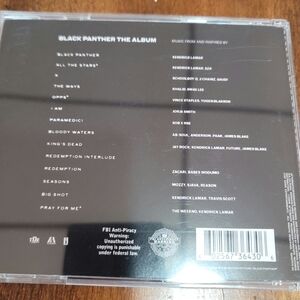 BLACK PANTHER THE ALBUM
MUSIC FROM AND INSPIRED BY
BLACK PANTHER
KENDRICK LAMAR
ALL THE STARS
KENDRICK LAMAR, SZA
X
SCHOOLBOY Q, 2 CHAINZ, SAUDI
THE WAYS
KHALID, SWAE LEE
OPPS
VINCE STAPLES, YUGEN BLAKROK
I AM
JORJA SMITH
PARAMEDIC!
SOB X RBE
BLOODY WATERS
AB-SOUL, ANDERSON .PAAK, JAMES BLAKE
KING'S DEAD
JAY ROCK, KENDRICK LAMAR, FUTURE, JAMES BLAKE
REDEMPTION INTERLUDE
REDEMPTION
ZACARI, BABES WODUMO
SEASONS
MOZZY, SJAVA, REASON
BIG SHOT
KENDRICK LAMAR, TRAVIS SCOTT
PRAY FOR ME
THE WEEKND, KENDRICK LAMAR
TDE
FBI Anti-Piracy
Warning:
Unauthorized
copying is punishable
under federal law.